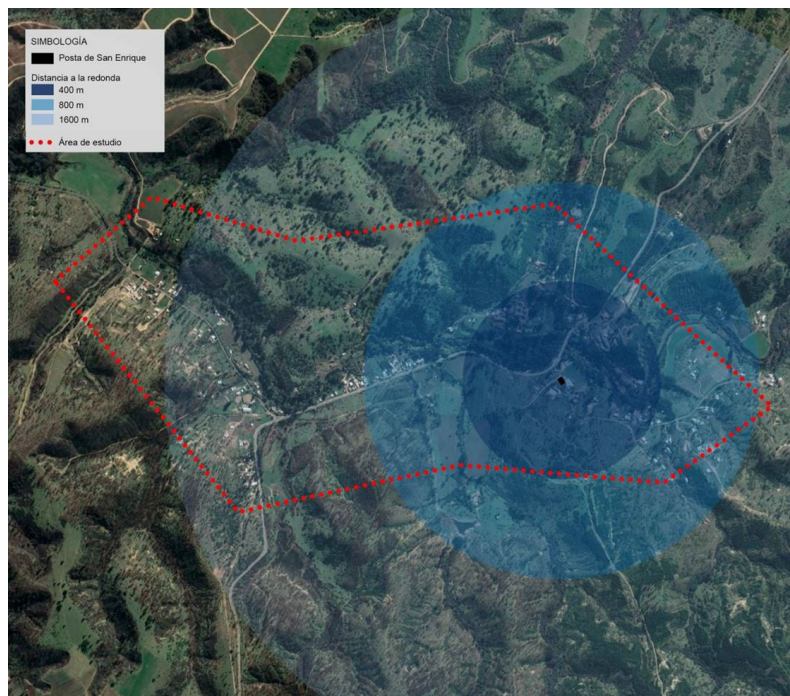 SIMBOLOGÍA
Posta de San Enrique
Distancia a la redonda
400 m
800 m
1600 m
Área de estudio